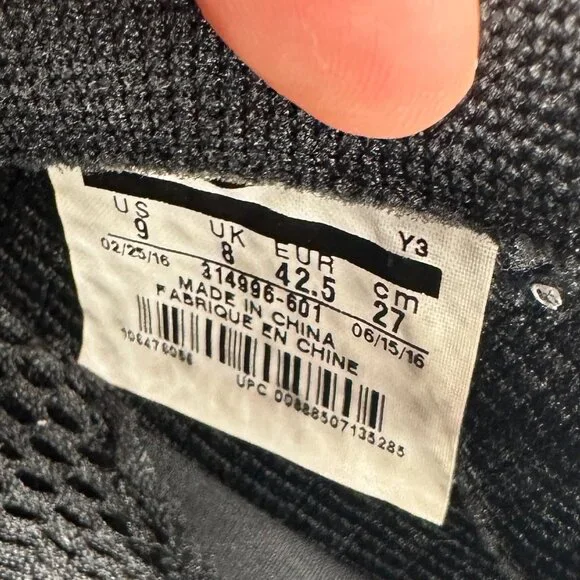 US UK EUR cm Y3
9 8 42.5 27
02/25/16 314996-601 06/15/16
MADE IN CHINA
FABRIQUE EN CHINE
UPC 00888507135285